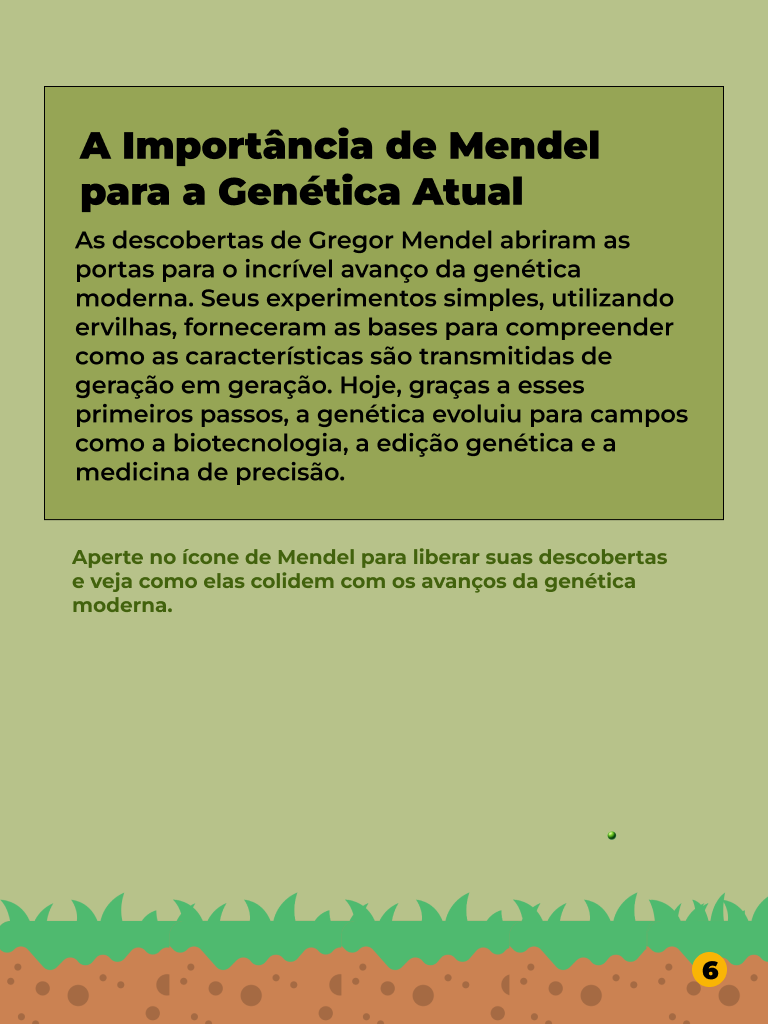 A Importância de Mendel
para a Genética Atual
As descobertas de Gregor Mendel abriram as
portas para o incrível avanço da genética
moderna. Seus experimentos simples, utilizando
ervilhas, forneceram as bases para compreender
como as características são transmitidas de
geração em geração. Hoje, graças a esses
primeiros passos, a genética evoluiu para campos
como a biotecnologia, a edição genética e a
medicina de precisão.
Aperte no ícone de Mendel para liberar suas descobertas
e veja como elas colidem com os avanços da genética
moderna.
6